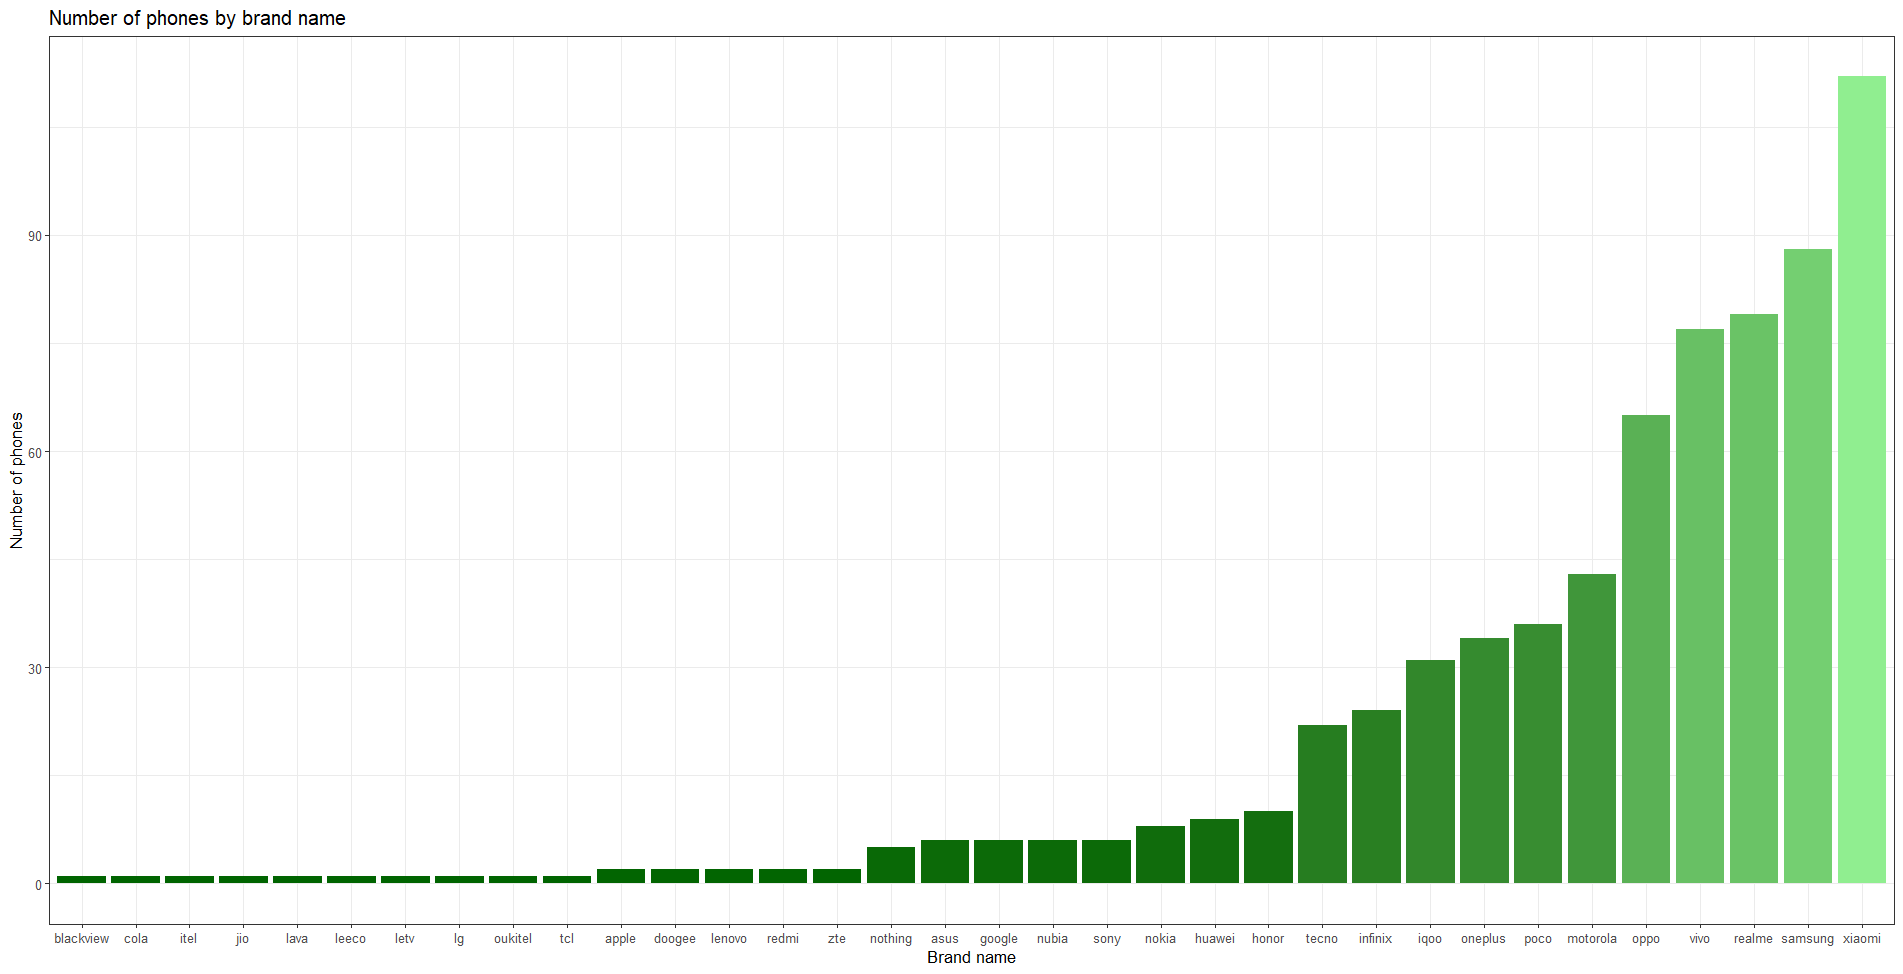 Number of phones by brand name
Number of phones
90
60
30
0
blackview cola itel jio lava leeco letv lg oukitel tcl apple doogee lenovo redmi zte nothing asus google nubia sony nokia huawei honor tecno infinix iqoo oneplus poco motorola oppo vivo realme samsung xiaomi
Brand name